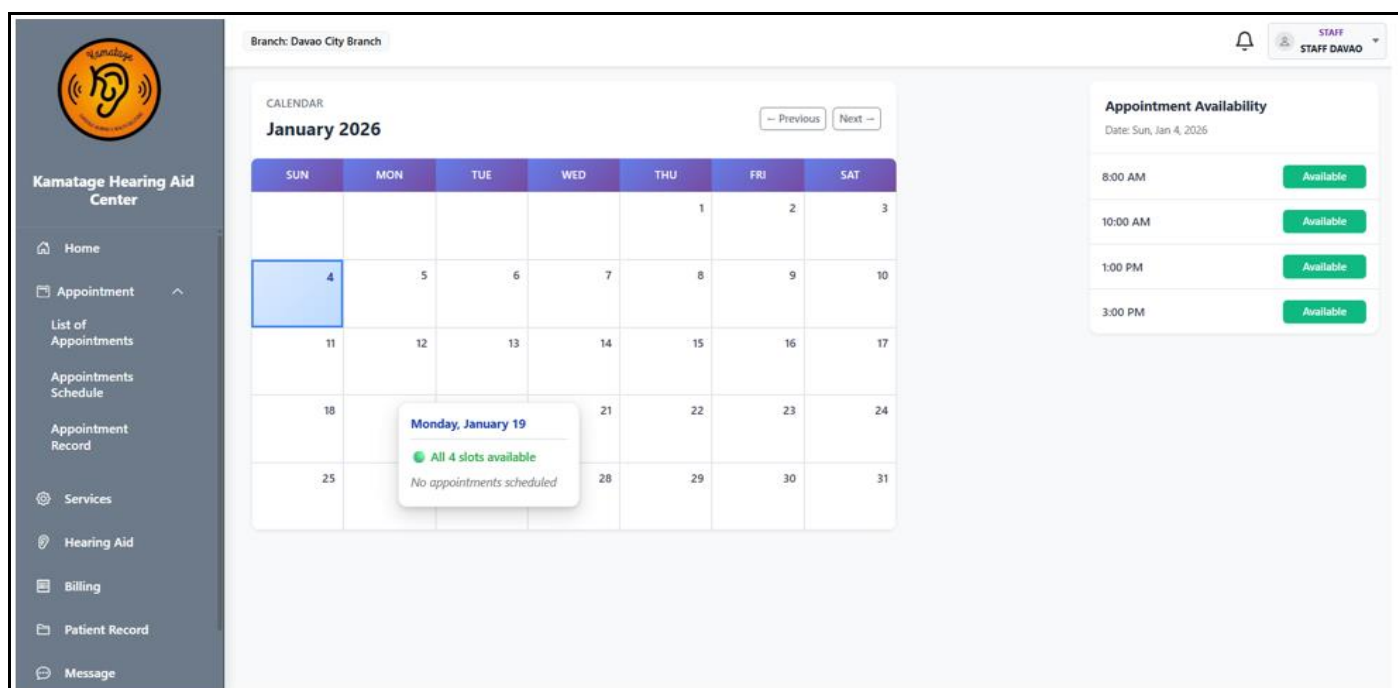 Kamatage
Kamatage Hearing Aid
Center
Home
Appointment
List of
Appointments
Appointments
Schedule
Appointment
Record
Services
Hearing Aid
Billing
Patient Record
Message
Branch: Davao City Branch
STAFF
STAFF DAVAO
CALENDAR
January 2026
← Previous Next →
SUN MON TUE WED THU FRI SAT
1 2 3
4 5 6 7 8 9 10
11 12 13 14 15 16 17
18 21 22 23 24
25 28 29 30 31
Monday, January 19
All 4 slots available
No appointments scheduled
Appointment Availability
Date: Sun, Jan 4, 2026
8:00 AM Available
10:00 AM Available
1:00 PM Available
3:00 PM Available